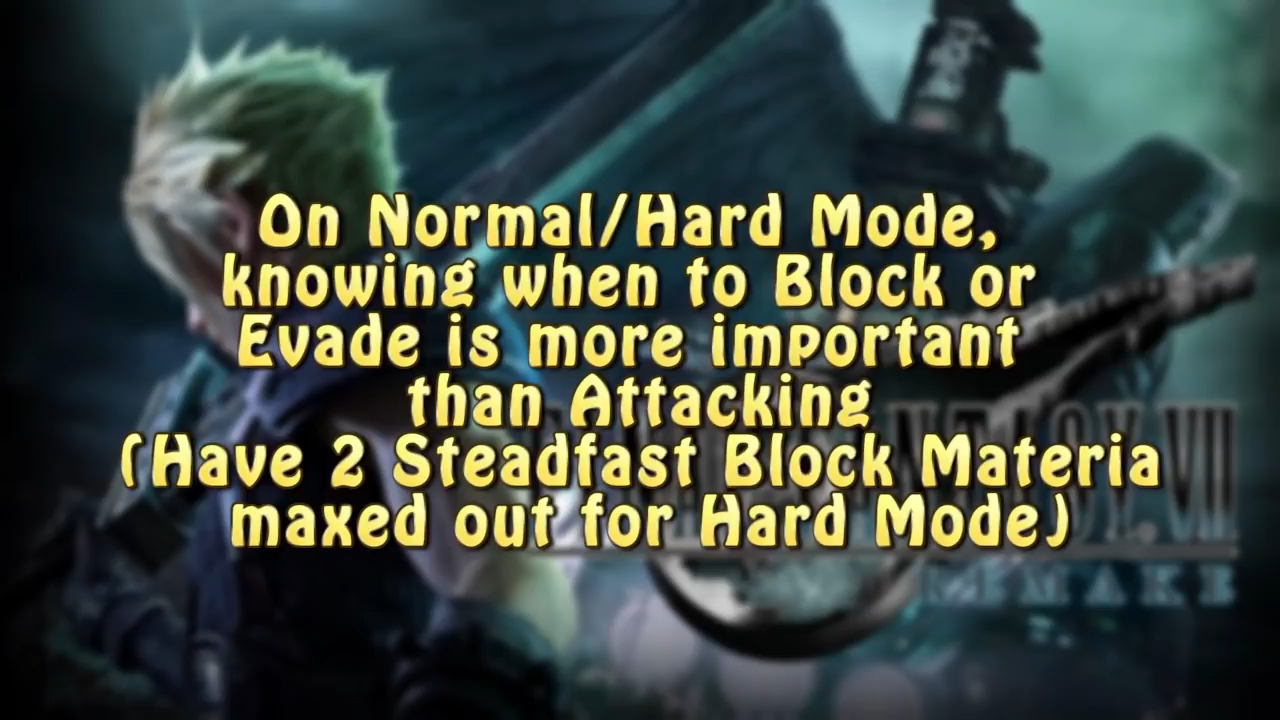 On Normal/Hard Mode,
knowing when to Block or
Evade is more important
than Attacking
(Have 2 Steadfast Block Materia
maxed out for Hard Mode)
REMAKE